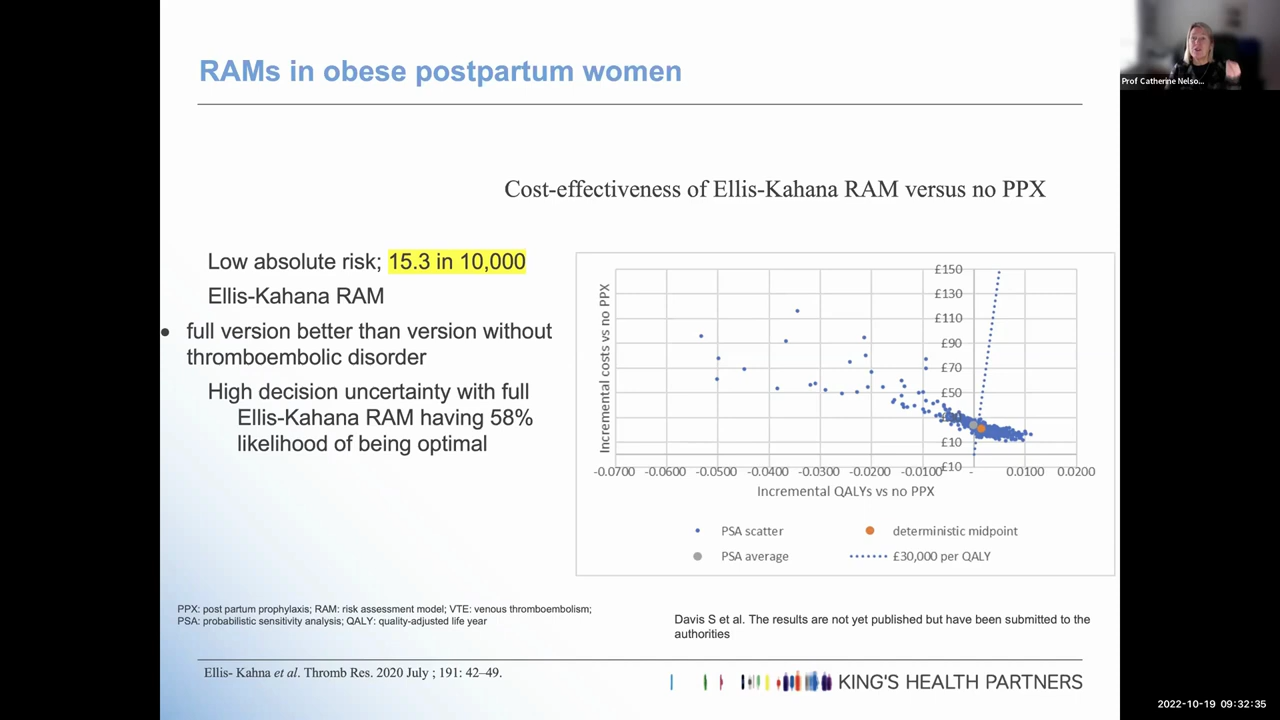 RAMs in obese postpartum women
Prof Catherine Nelso...
Cost-effectiveness of Ellis-Kahana RAM versus no PPX
Low absolute risk; 15.3 in 10,000
Ellis-Kahana RAM
• full version better than version without
thromboembolic disorder
High decision uncertainty with full
Ellis-Kahana RAM having 58%
likelihood of being optimal
Incremental costs vs no PPX
£150
£130
£110
£90
£70
£50
£10
£10
-0.0700 -0.0600 -0.0500 -0.0400 -0.0300 -0.0200 -0.0100 - 0.0100 0.0200
Incremental QALYs vs no PPX
PSA scatter
deterministic midpoint
PSA average
£30,000 per QALY
PPX: post partum prophylaxis; RAM: risk assessment model; VTE: venous thromboembolism;
PSA: probabilistic sensitivity analysis; QALY: quality-adjusted life year
Davis S et al. The results are not yet published but have been submitted to the
authorities
Ellis- Kahna et al. Thromb Res. 2020 July ; 191: 42–49.
KING'S HEALTH PARTNERS
2022-10-19 09:32:35